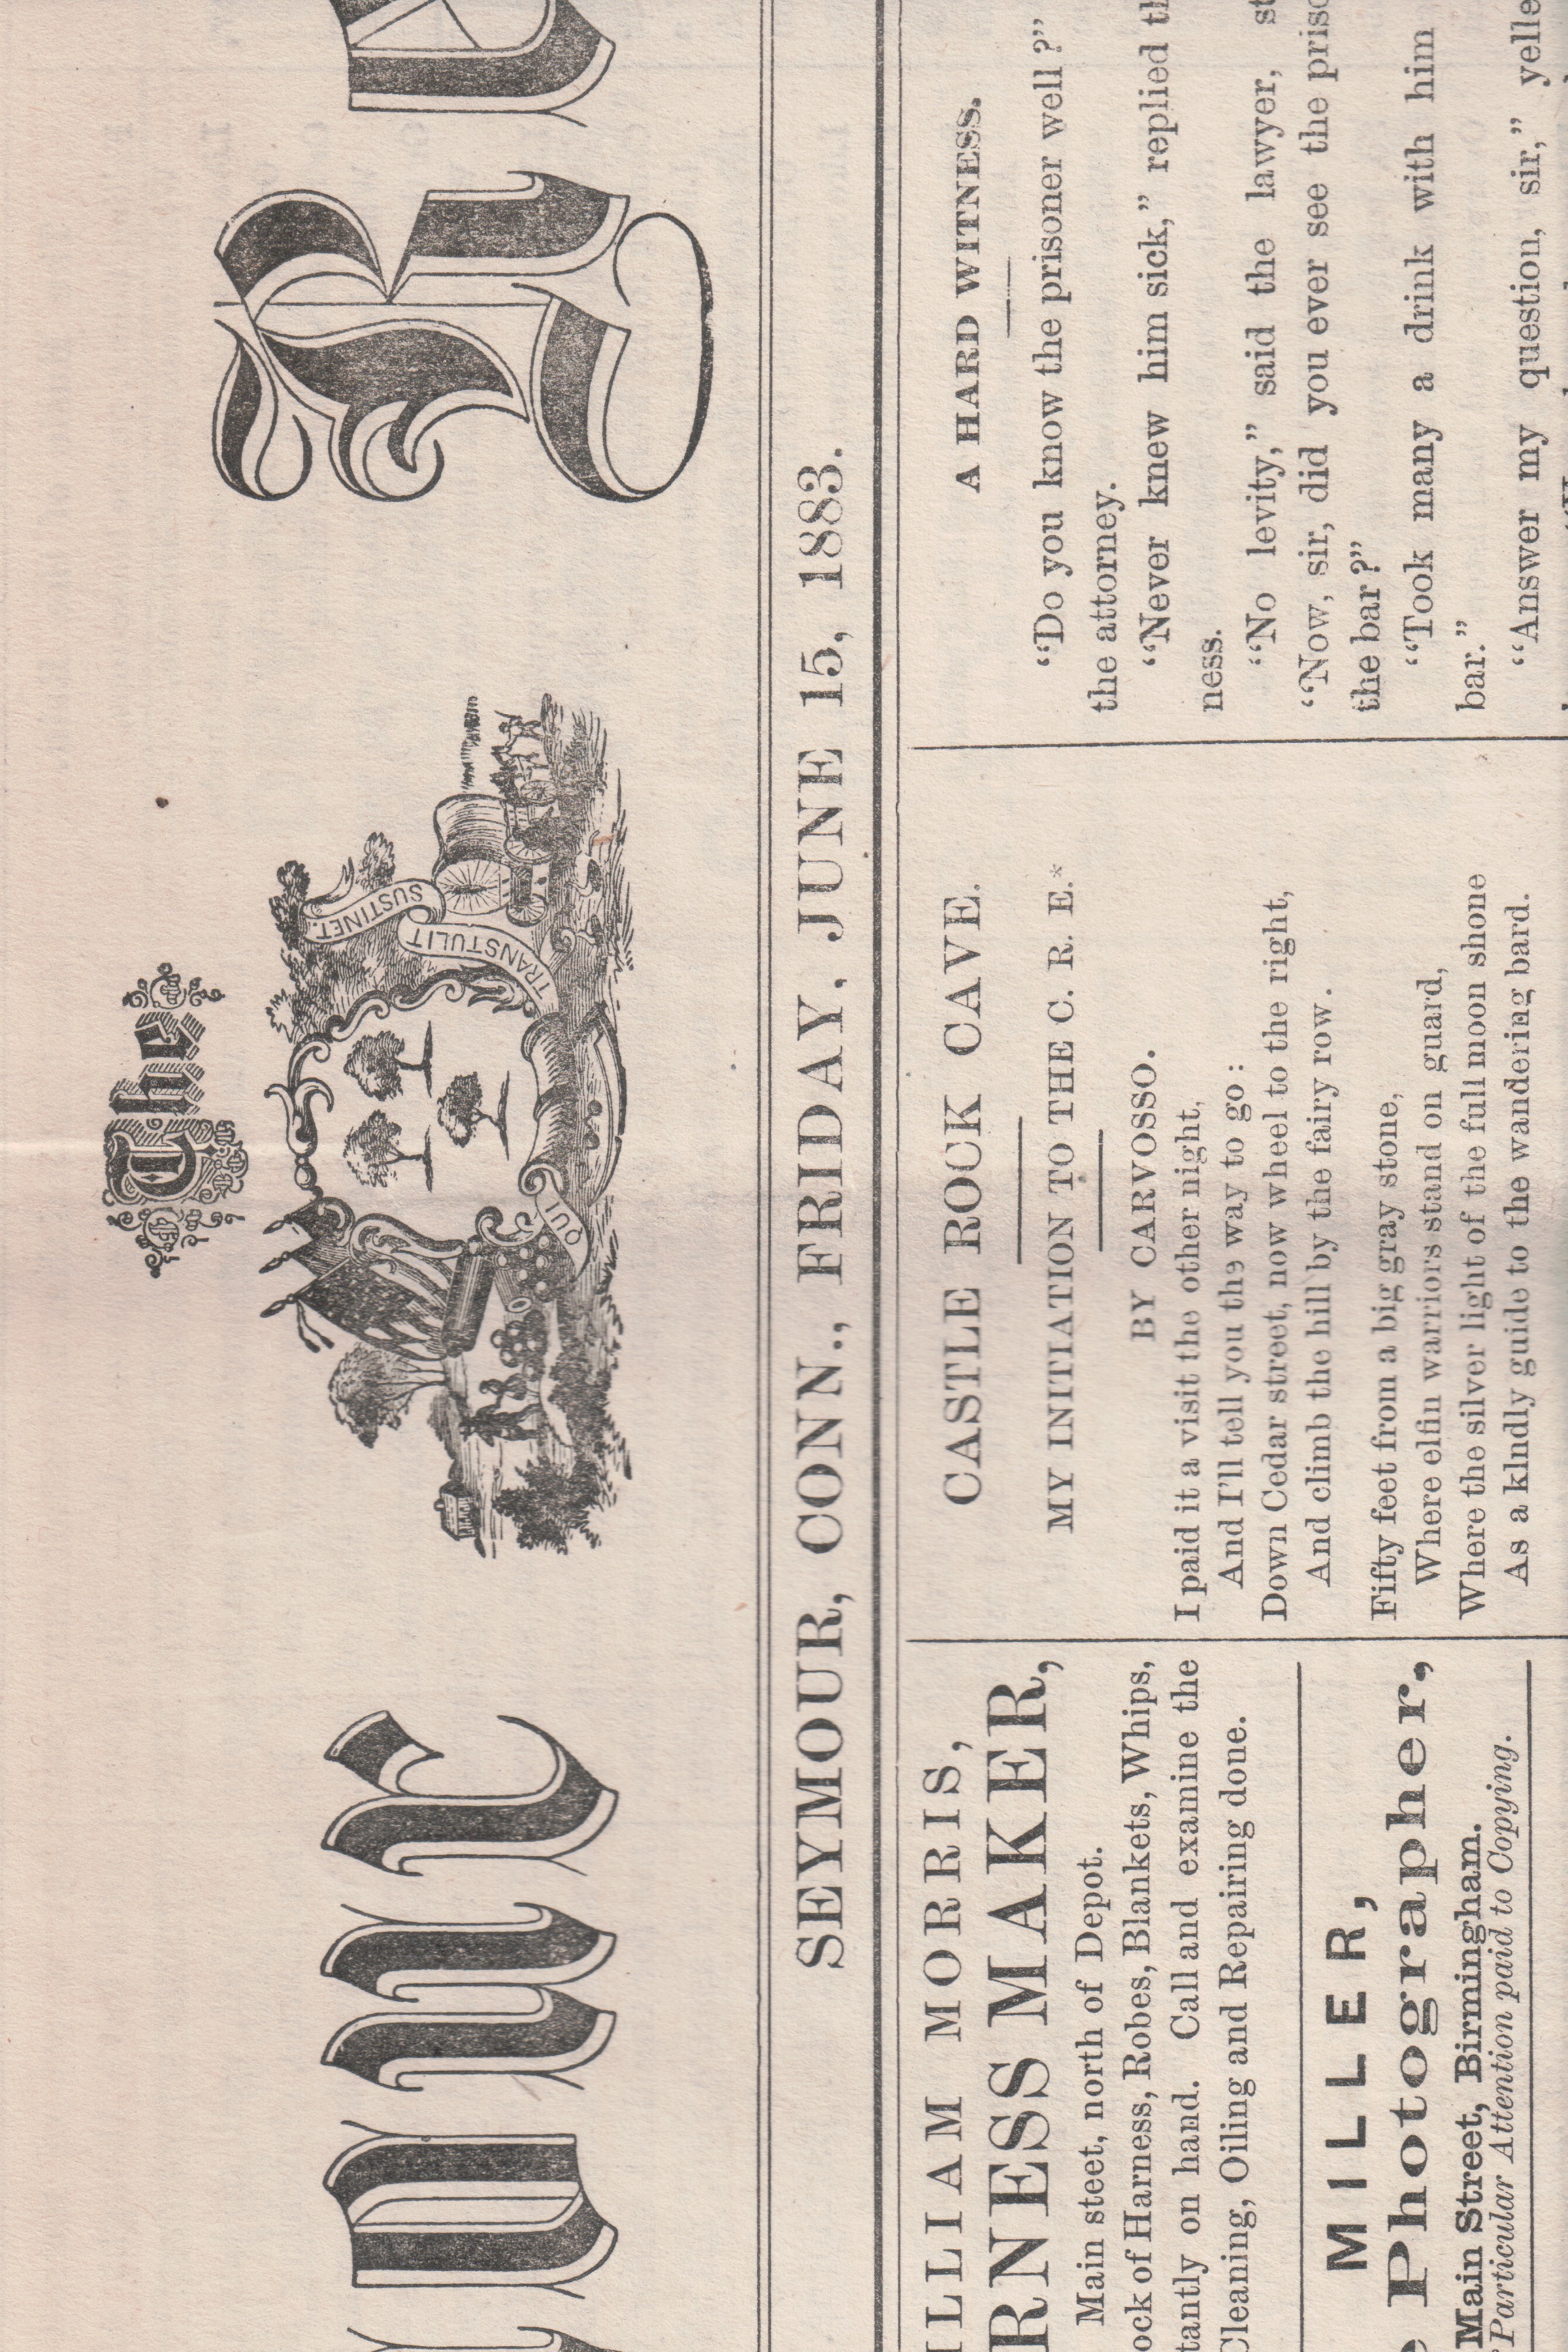 The
our R
QUI TRANSTULIT SUSTINET.
SEYMOUR, CONN., FRIDAY, JUNE 15, 1883.
ILLIAM MORRIS,
RNESS MAKER,
Main steet, north of Depot.
ock of Harness, Robes, Blankets, Whips,
tantly on hand. Call and examine the
Cleaning, Oiling and Repairing done.
MILLER,
e Photographer,
Main Street, Birmingham.
Particular Attention paid to Copying.
CASTLE ROCK CAVE.
MY INITIATION TO THE C. R. E.*
BY CARVOSSO.
I paid it a visit the other night,
And I'll tell you the way to go :
Down Cedar street, now wheel to the right,
And climb the hill by the fairy row .
Fifty feet from a big gray stone,
Where elfin warriors stand on guard,
Where the silver light of the full moon shone
As a klndly guide to the wandering bard.
A HARD WITNESS.
“Do you know the prisoner well ?”
the attorney.
“Never knew him sick,” replied th
ness.
“No levity,” said the lawyer, st
“Now, sir, did you ever see the priso
the bar ?”
“Took many a drink with him
bar.”
“Answer my question, sir,” yelle